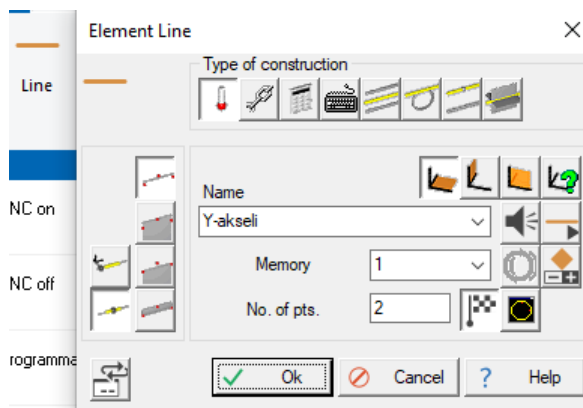 Element Line
Line
Type of construction
NC on
NC off
rogramma
Name
Y-akseli
Memory
1
No. of pts.
2
Ok
Cancel
?
Help